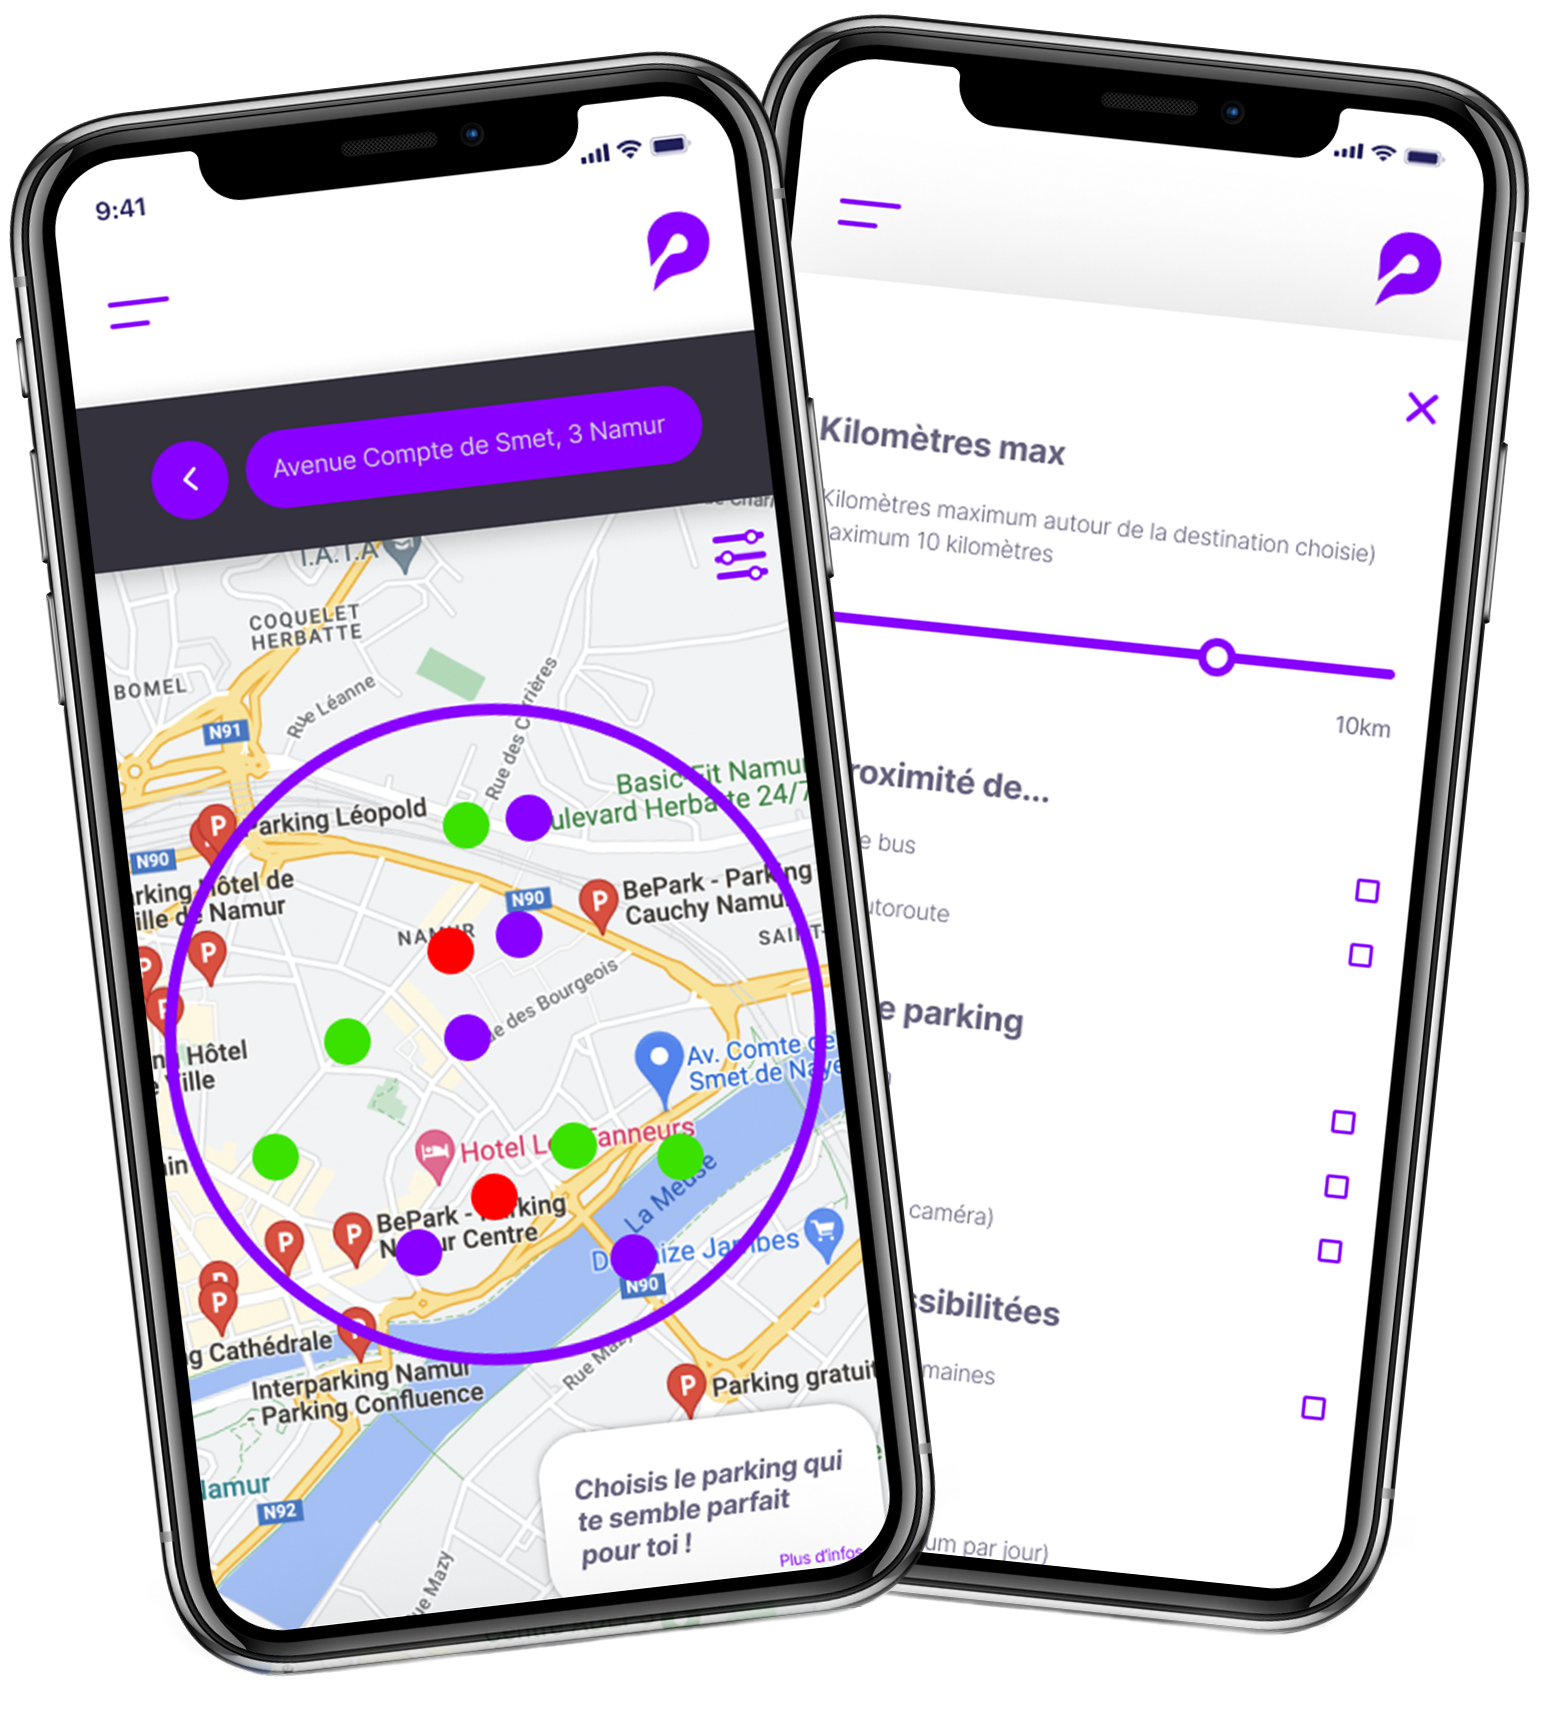 9:41
Avenue Compte de Smet, 3 Namur
I.A.T.A
COQUELET
HERBATTE
BOMEL
Rue Léanne
N91
Rue des Carrières
Basic-Fit Namur
ulevard Herbatte 24/7
Parking Léopold
N90
rking Hôtel de
ille de Namur
N90
BePark - Parking
Cauchy Namur
NAMUR
SAINT-
e des Bourgeois
Av. Comte de
Smet de Naye
ng Hôtel
e Ville
Hotel Les Tanneurs
La Meuse
ain
BePark - Parking
Namur Centre
Delhaize Jambes
N90
g Cathédrale
Interparking Namur
- Parking Confluence
Rue Mazy
Parking gratuit
Namur
N92
ue Mazy
Choisis le parking qui
te semble parfait
pour toi !
Plus d'infos
Kilomètres max
Kilomètres maximum autour de la destination choisie)
aximum 10 kilomètres
10km
roximité de...
e bus
utoroute
e parking
caméra)
ssibilitées
maines
um par jour)